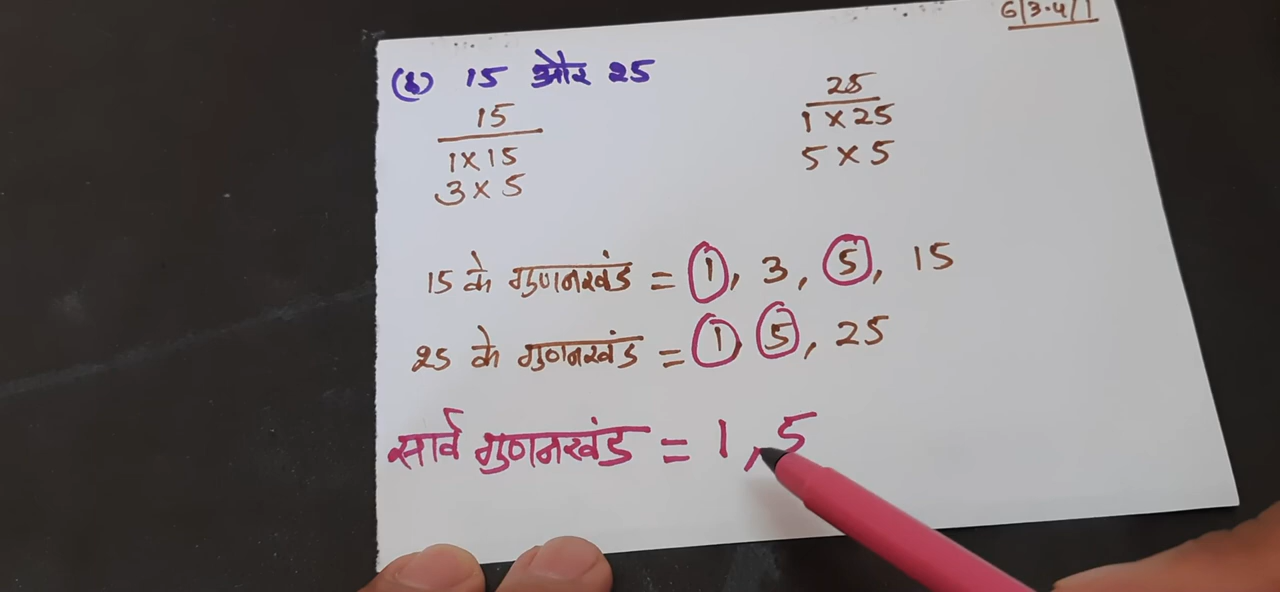 6/3.4/1
(b) 15 और 25
15
1×15
3×5
25
1×25
5×5
15 के गुणनखंड = 1, 3, 5, 15
25 के गुणनखंड = 1, 5, 25
सार्व गुणनखंड = 1, 5